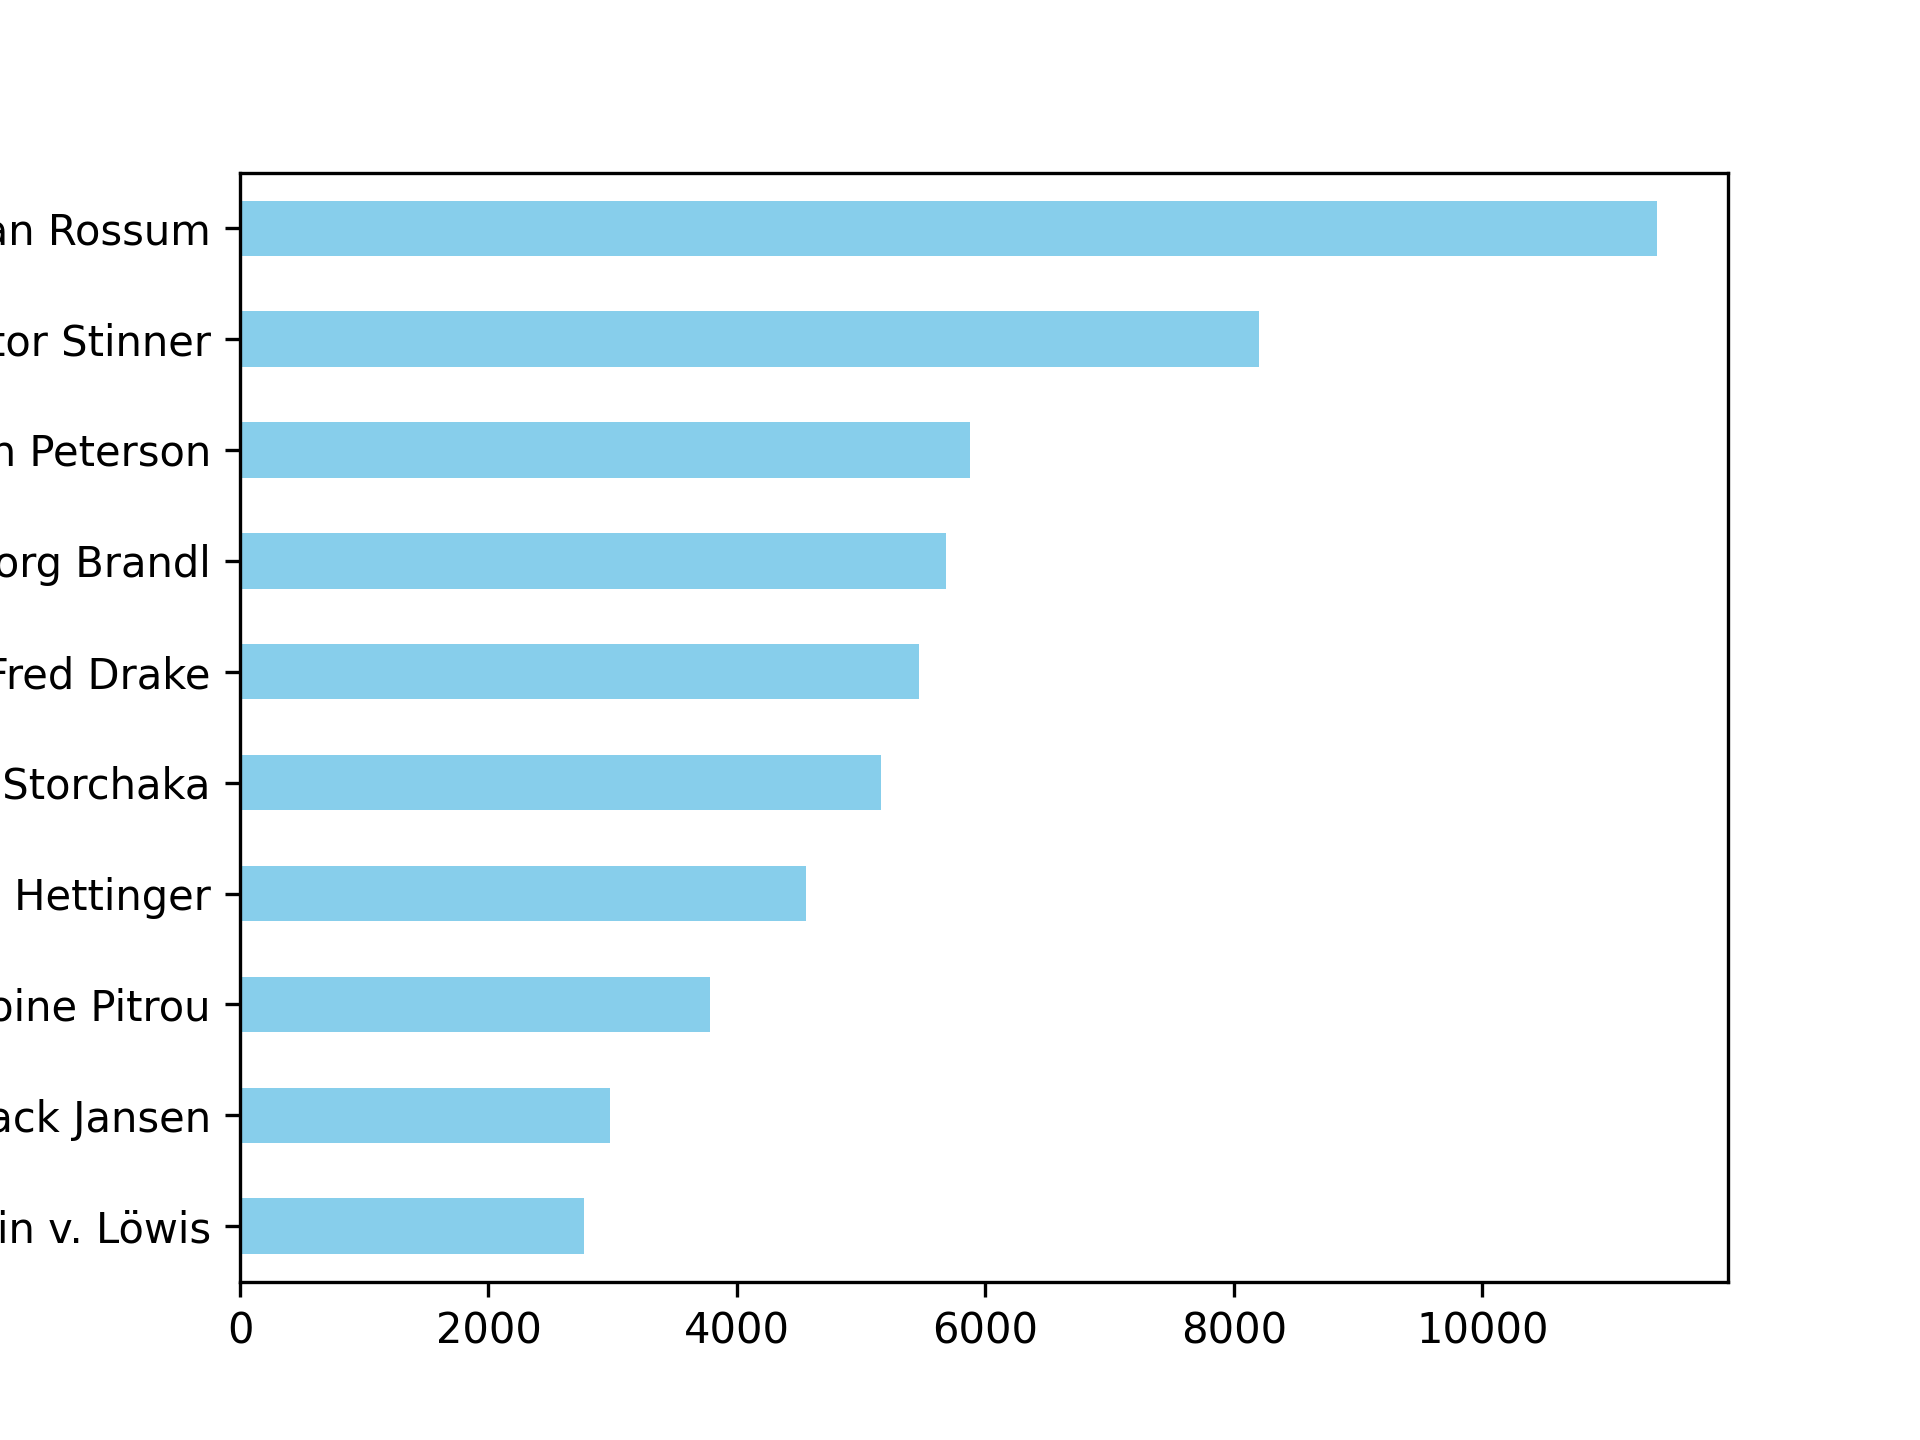 an Rossum
tor Stinner
n Peterson
org Brandl
Fred Drake
Storchaka
Hettinger
oine Pitrou
ack Jansen
in v. Löwis
0 2000 4000 6000 8000 10000